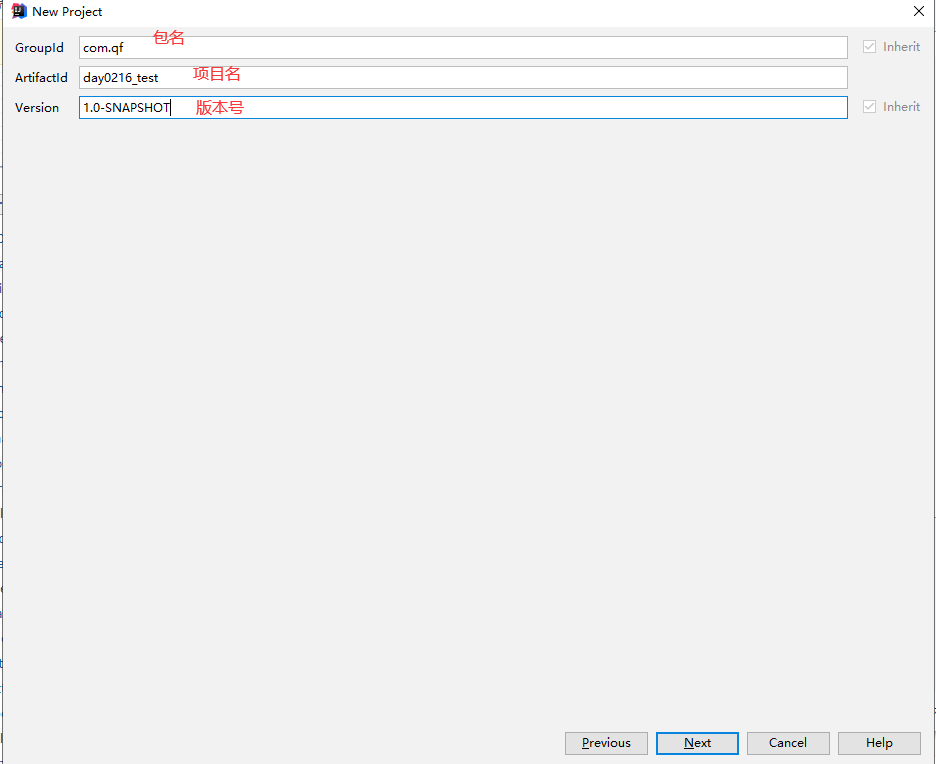 New Project
GroupId com.qf 包名 Inherit
ArtifactId day0216_test 项目名
Version 1.0-SNAPSHOT 版本号 Inherit
Previous Next Cancel Help